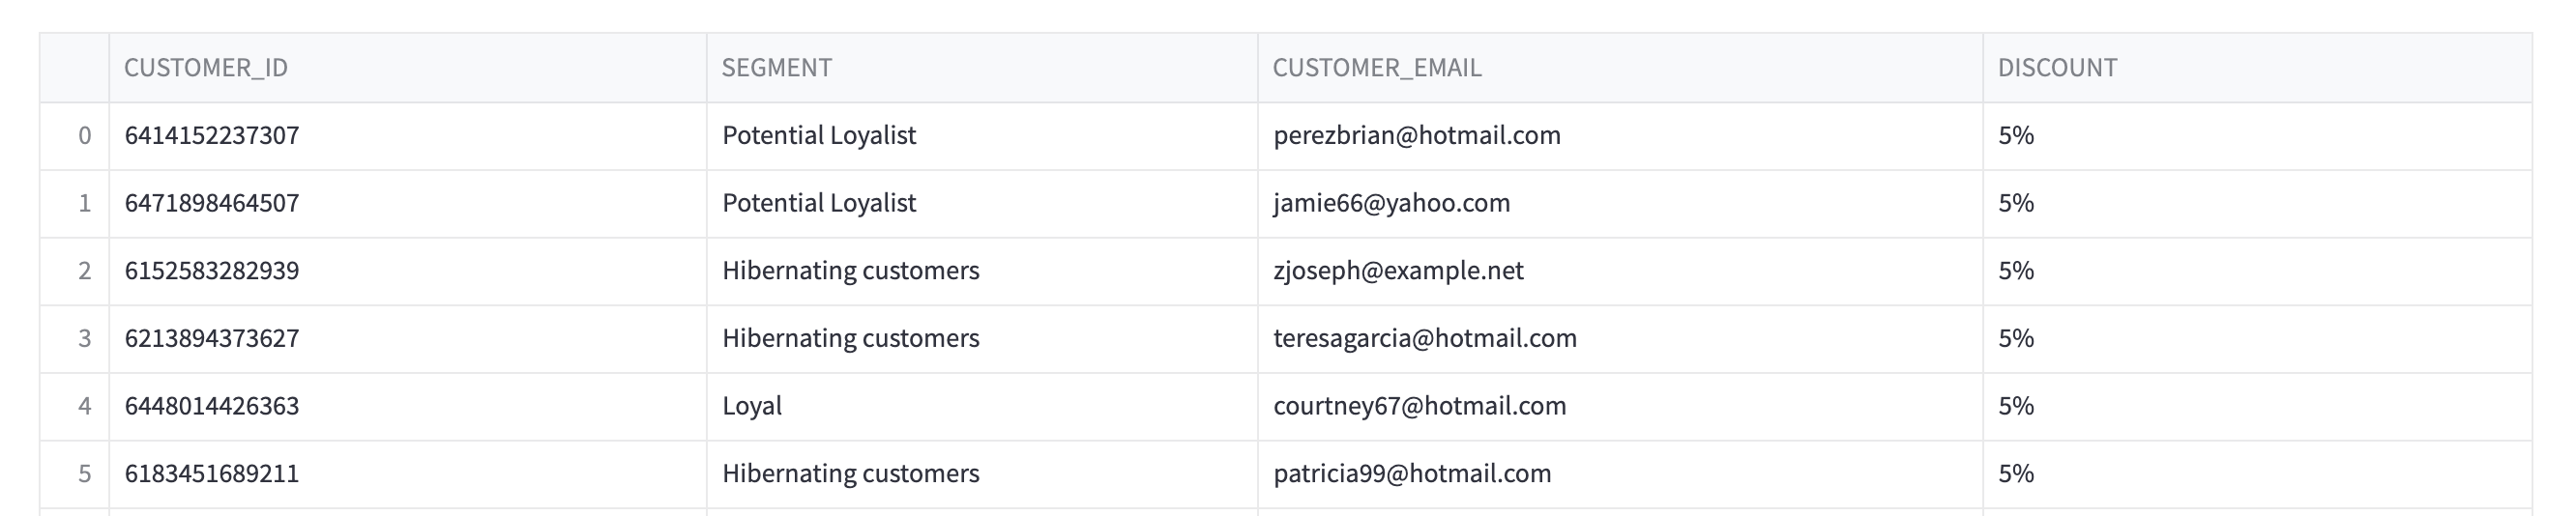 CUSTOMER_ID SEGMENT CUSTOMER_EMAIL DISCOUNT
0 6414152237307 Potential Loyalist perezbrian@hotmail.com 5%
1 6471898464507 Potential Loyalist jamie66@yahoo.com 5%
2 6152583282939 Hibernating customers zjoseph@example.net 5%
3 6213894373627 Hibernating customers teresagarcia@hotmail.com 5%
4 6448014426363 Loyal courtney67@hotmail.com 5%
5 6183451689211 Hibernating customers patricia99@hotmail.com 5%